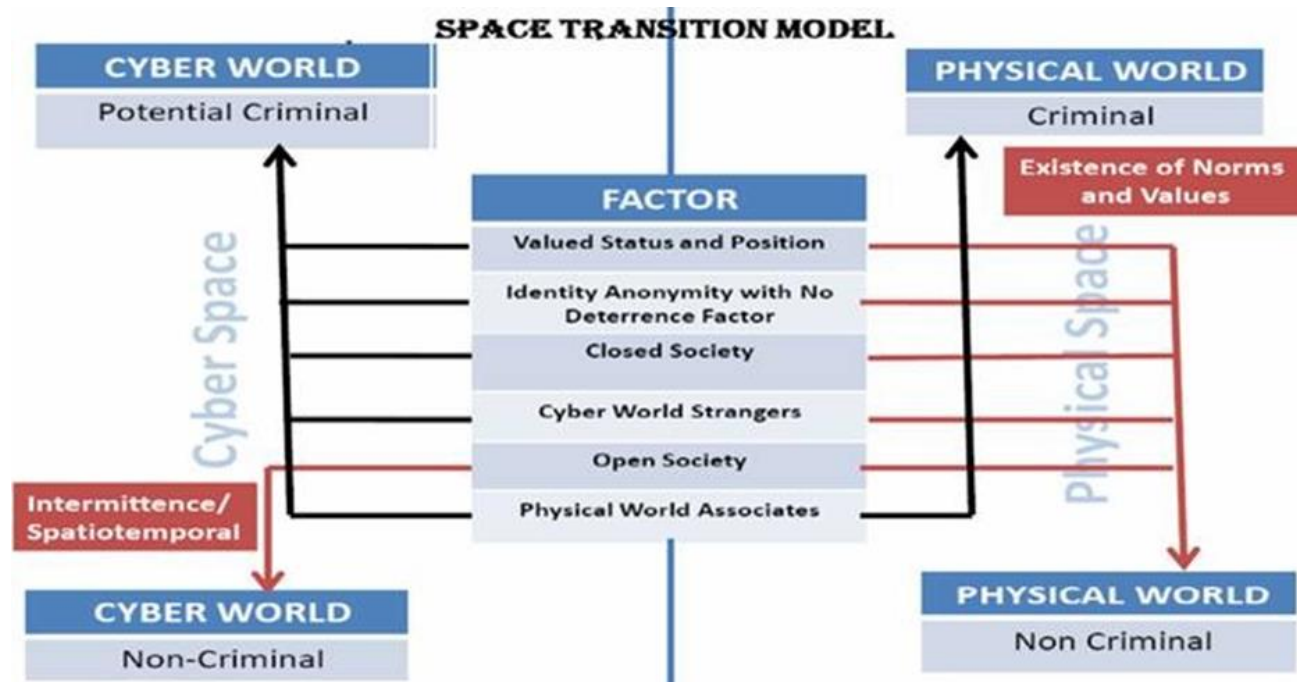 SPACE TRANSITION MODEL
CYBER WORLD
Potential Criminal
PHYSICAL WORLD
Criminal
Existence of Norms
and Values
FACTOR
Valued Status and Position
Identity Anonymity with No
Deterrence Factor
Closed Society
Cyber World Strangers
Open Society
Physical World Associates
Cyber Space
Physical Space
Intermittence/
Spatiotemporal
CYBER WORLD
Non-Criminal
PHYSICAL WORLD
Non Criminal